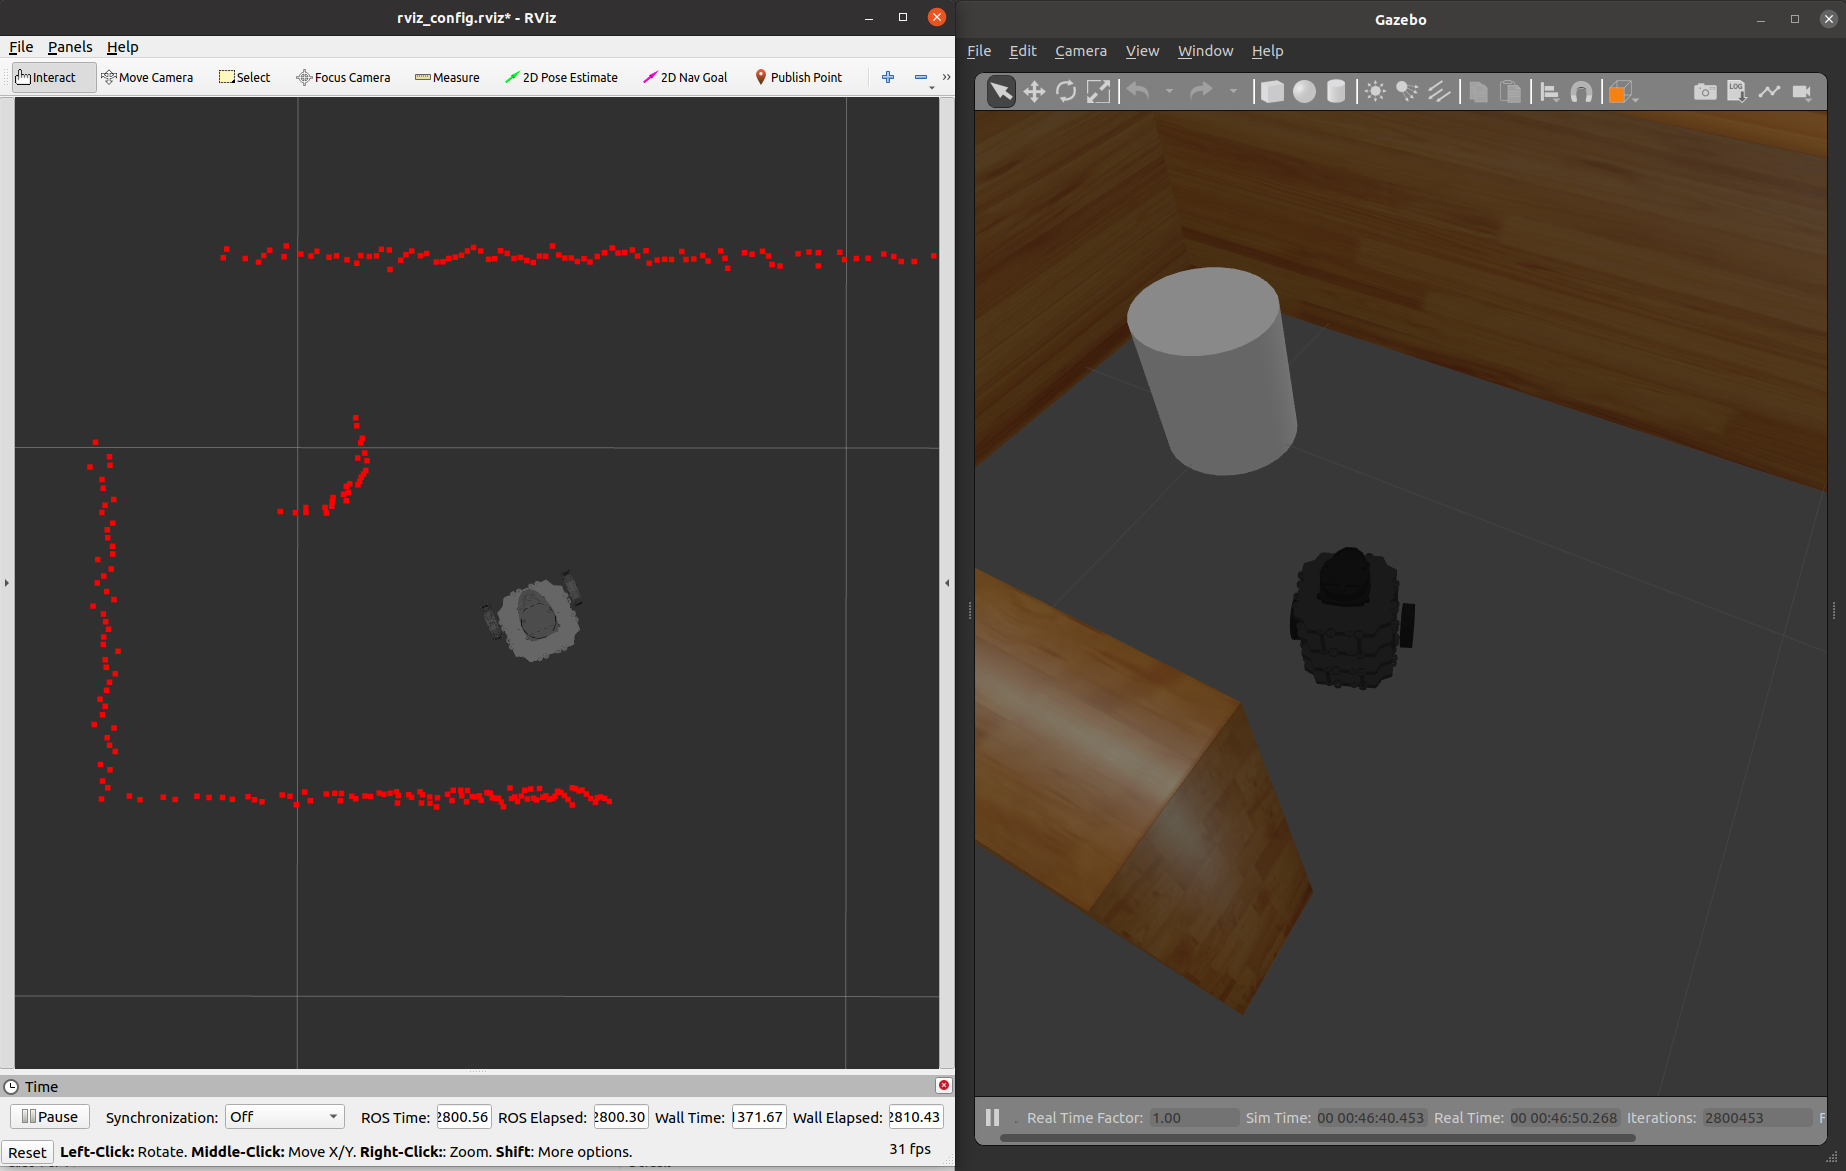 rviz_config.rviz* - RViz
File Panels Help
Interact Move Camera Select Focus Camera Measure 2D Pose Estimate 2D Nav Goal Publish Point
Time
Pause Synchronization: Off ROS Time: 2800.56 ROS Elapsed: 2800.30 Wall Time: 1371.67 Wall Elapsed: 2810.43
Reset Left-Click: Rotate. Middle-Click: Move X/Y. Right-Click:: Zoom. Shift: More options. 31 fps
Gazebo
File Edit Camera View Window Help
LOG
Real Time Factor: 1.00 Sim Time: 00 00:46:40.453 Real Time: 00 00:46:50.268 Iterations: 2800453 F